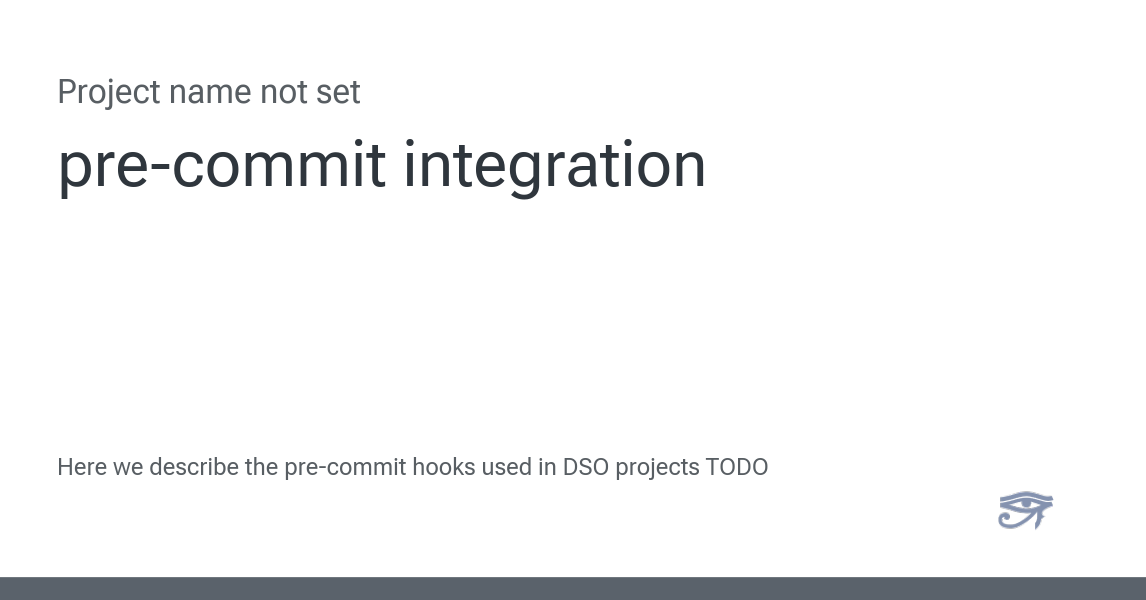 Project name not set
pre-commit integration
Here we describe the pre-commit hooks used in DSO projects TODO